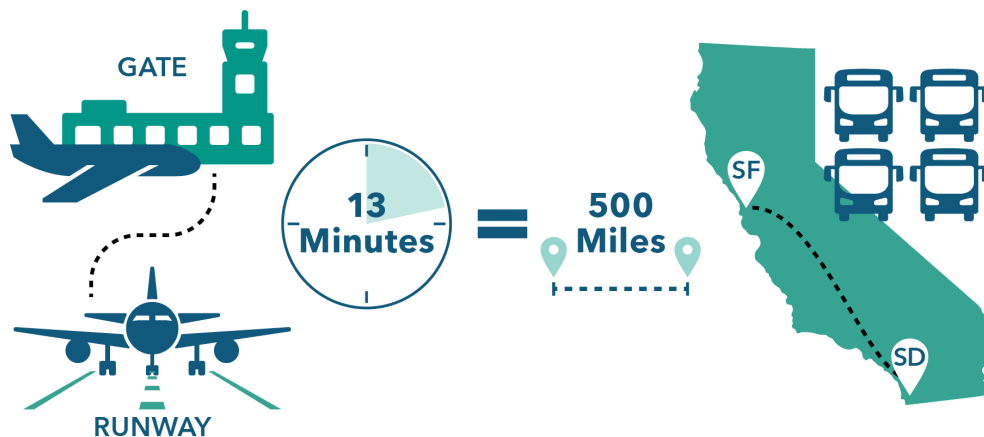 GATE
RUNWAY
13
Minutes
=
500
Miles
SF
SD